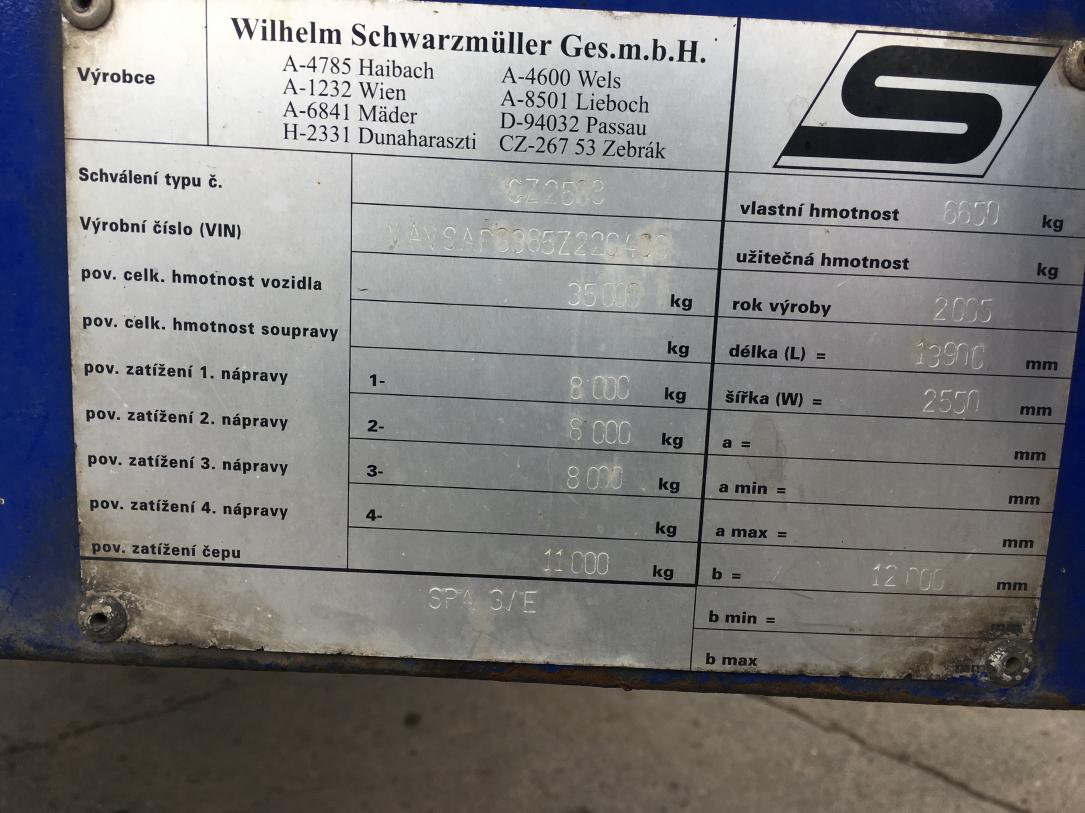 Výrobce
Wilhelm Schwarzmüller Ges.m.b.H.
A-4785 Haibach A-4600 Wels
A-1232 Wien A-8501 Lieboch
A-6841 Mäder D-94032 Passau
H-2331 Dunaharaszti CZ-267 53 Zebrák
Schválení typu č.
Výrobní číslo (VIN)
pov. celk. hmotnost vozidla 35 000 kg
pov. celk. hmotnost soupravy kg
pov. zatížení 1. nápravy 1- 8 000 kg
pov. zatížení 2. nápravy 2- 8 000 kg
pov. zatížení 3. nápravy 3- 8 000 kg
pov. zatížení 4. nápravy 4- kg
pov. zatížení čepu 11 000 kg
SPA 3/E
S
vlastní hmotnost 6650 kg
užitečná hmotnost kg
rok výroby 2005
délka (L) = 13900 mm
šířka (W) = 2550 mm
a = mm
a min = mm
a max = mm
b = 12 000 mm
b min = mm
b max mm